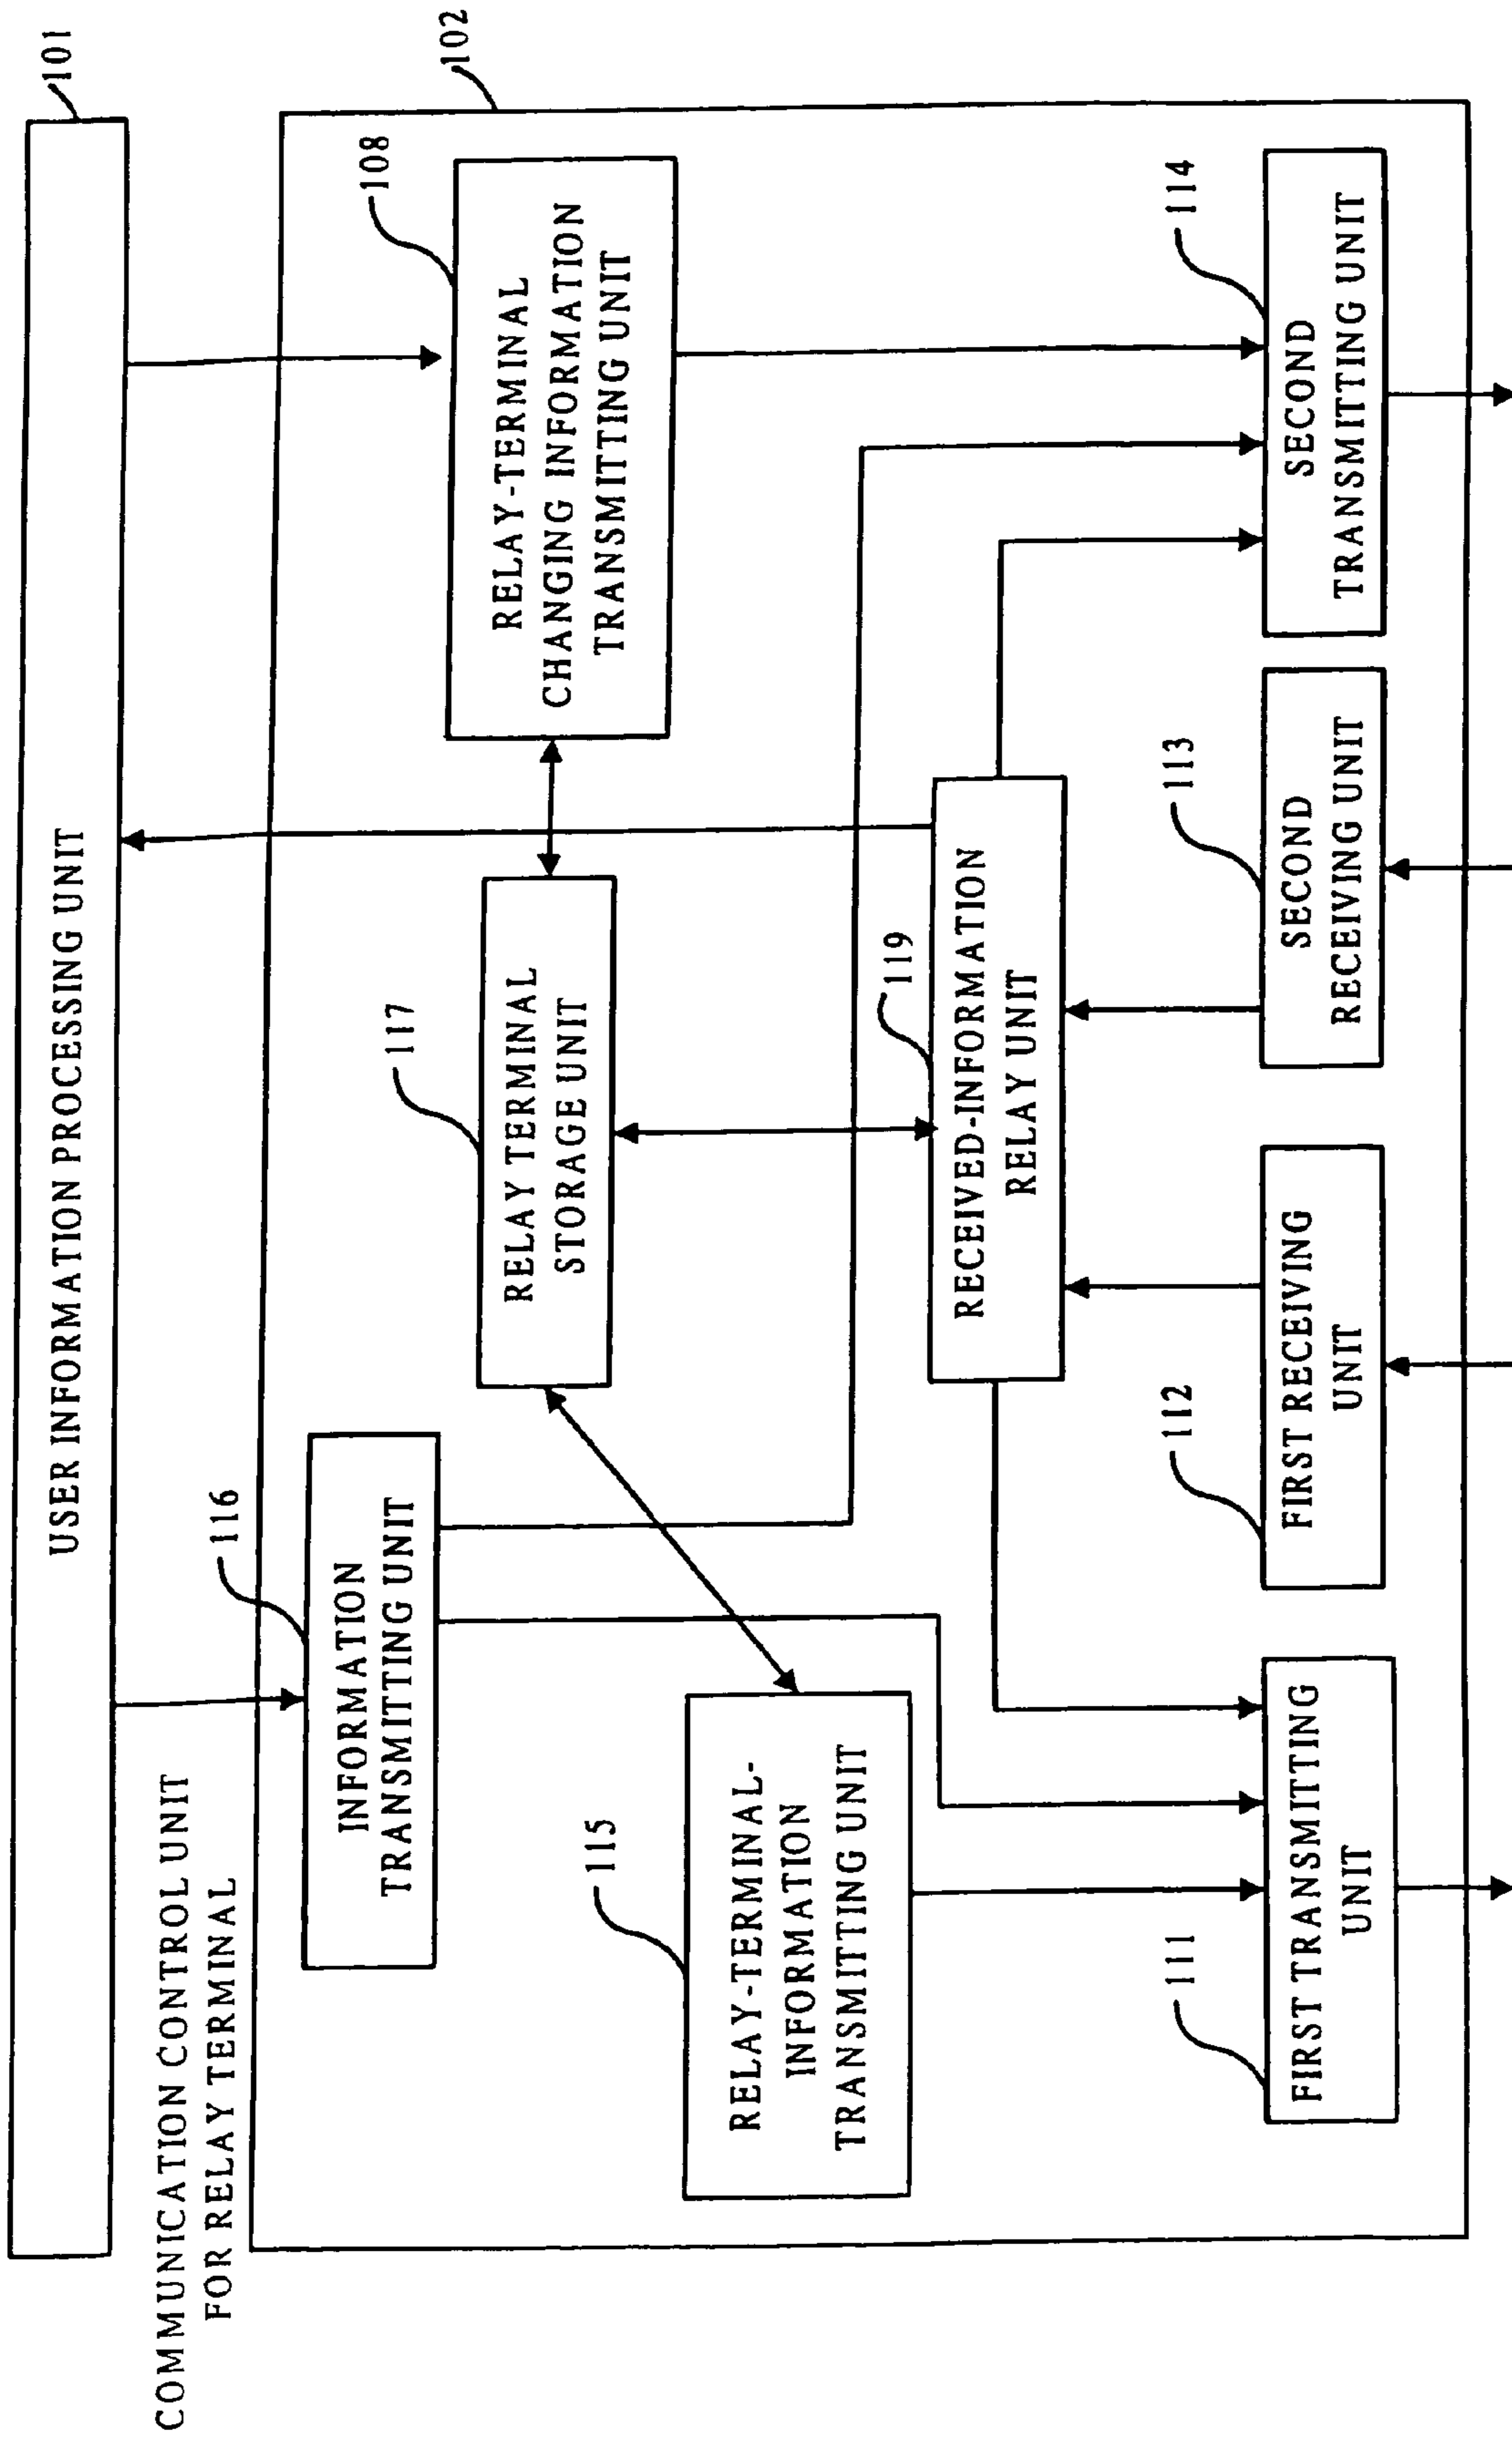 101
USER INFORMATION PROCESSING UNIT
COMMUNICATION CONTROL UNIT
FOR RELAY TERMINAL
102
116
INFORMATION
TRANSMITTING UNIT
117
RELAY TERMINAL
STORAGE UNIT
108
RELAY-TERMINAL
CHANGING INFORMATION
TRANSMITTING UNIT
115
RELAY-TERMINAL-
INFORMATION
TRANSMITTING UNIT
119
RECEIVED-INFORMATION
RELAY UNIT
111
FIRST TRANSMITTING
UNIT
112
FIRST RECEIVING
UNIT
113
SECOND
RECEIVING UNIT
114
SECOND
TRANSMITTING UNIT